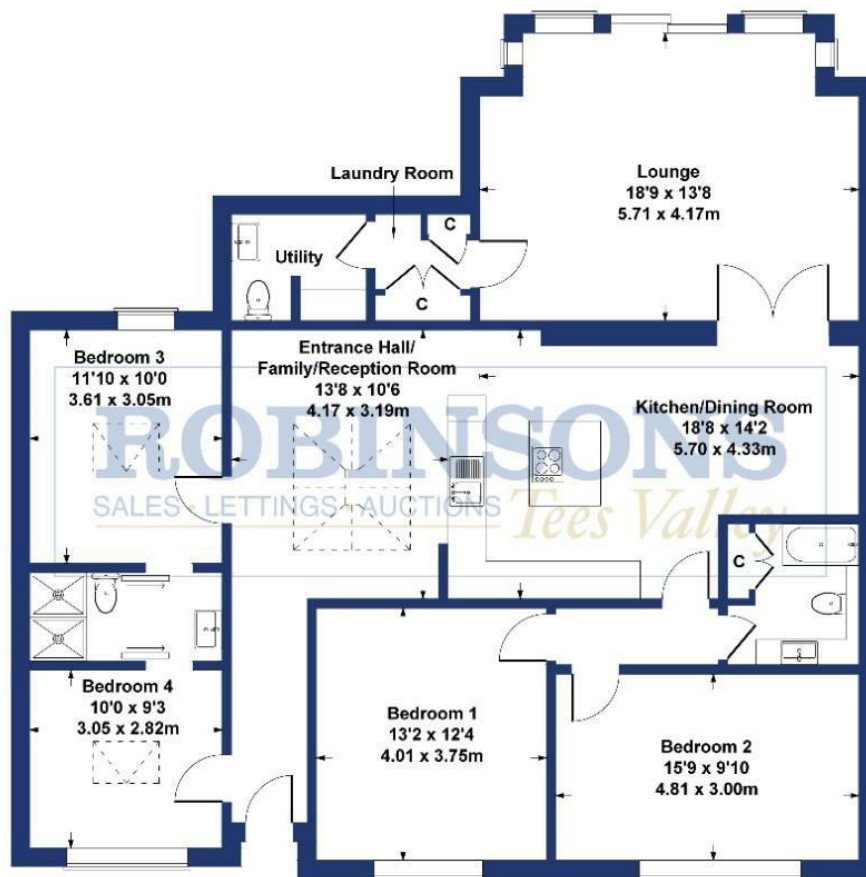 Laundry Room
Lounge
18'9 x 13'8
5.71 x 4.17m
C
Utility
C
Entrance Hall/
Family/Reception Room
13'8 x 10'6
4.17 x 3.19m
Bedroom 3
11'10 x 10'0
3.61 x 3.05m
Kitchen/Dining Room
18'8 x 14'2
5.70 x 4.33m
ROBINSONS
SALES · LETTINGS · AUCTIONS
Tees Valley
C
Bedroom 4
10'0 x 9'3
3.05 x 2.82m
Bedroom 1
13'2 x 12'4
4.01 x 3.75m
Bedroom 2
15'9 x 9'10
4.81 x 3.00m